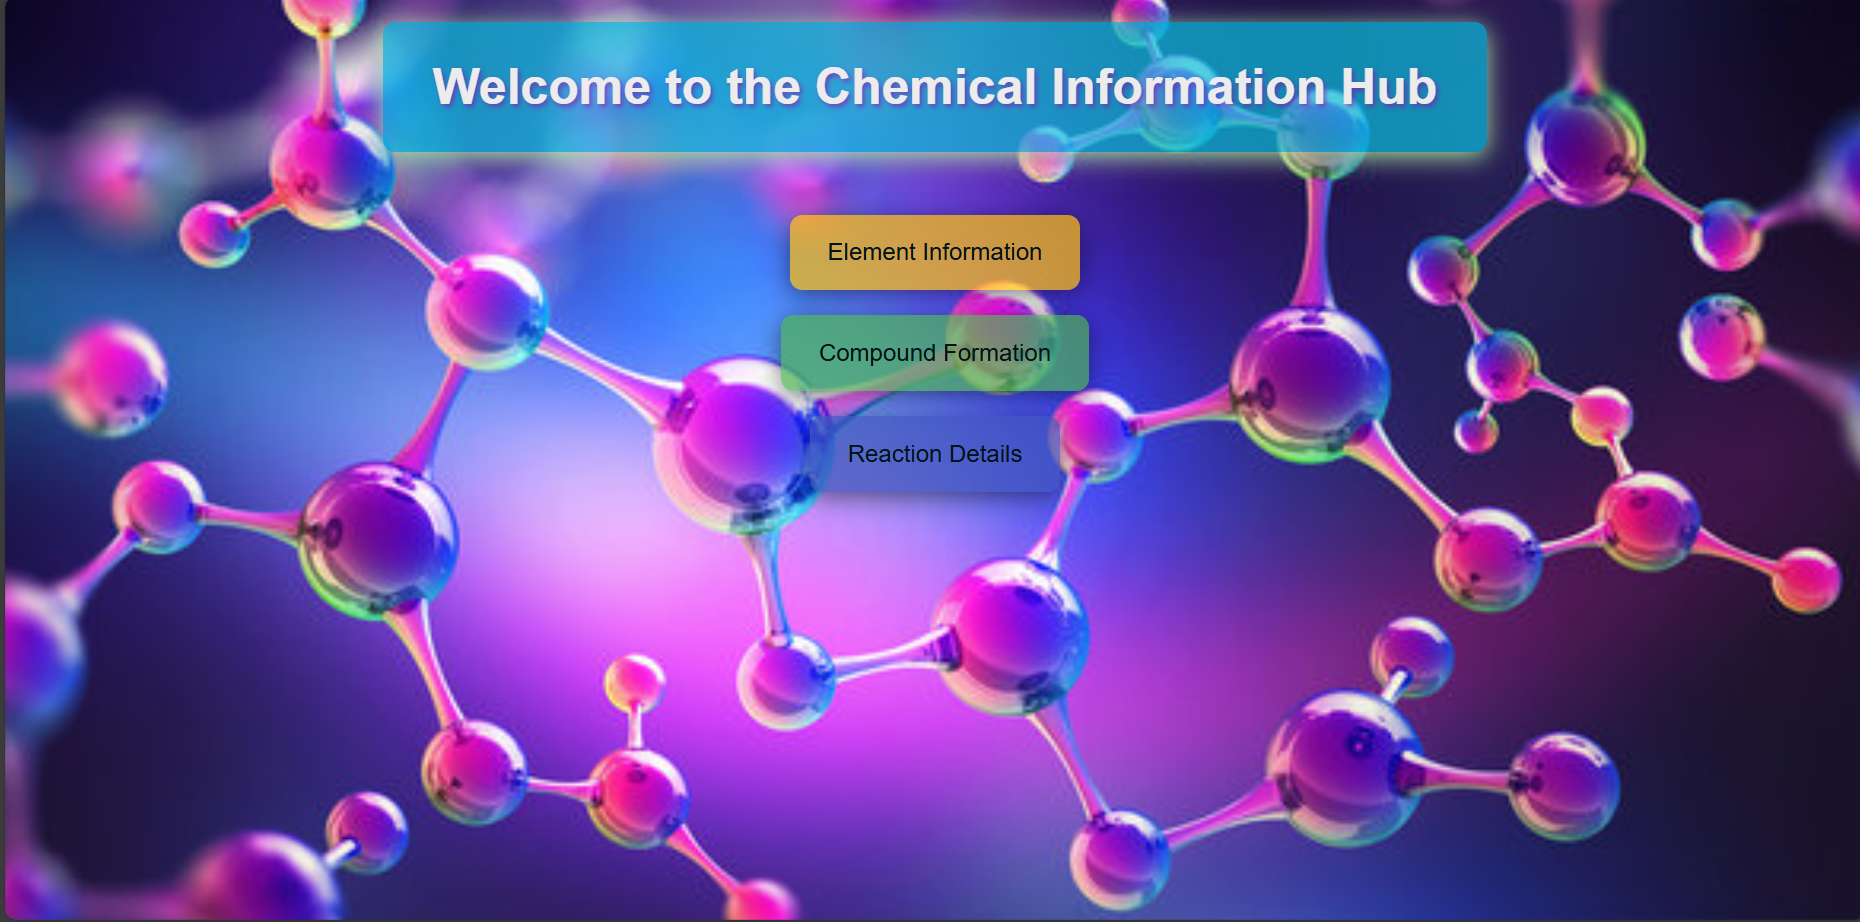 Welcome to the Chemical Information Hub
Element Information
Compound Formation
Reaction Details